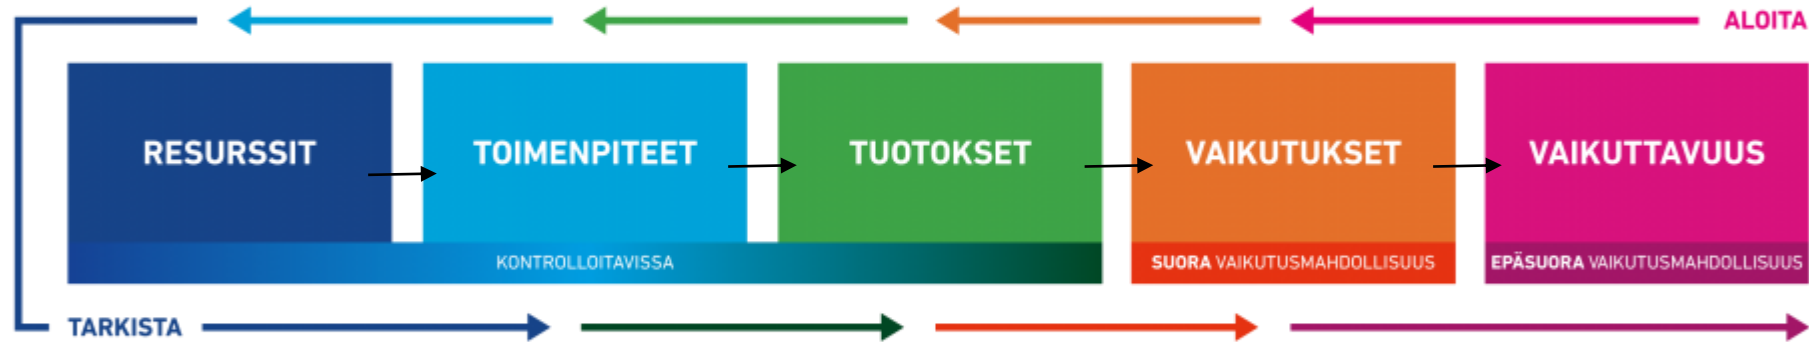 ALOITA
RESURSSIT
TOIMENPITEET
TUOTOKSET
VAIKUTUKSET
VAIKUTTAVUUS
KONTROLLOITAVISSA
SUORA VAIKUTUSMAHDOLLISUUS
EPÄSUORA VAIKUTUSMAHDOLLISUUS
TARKISTA